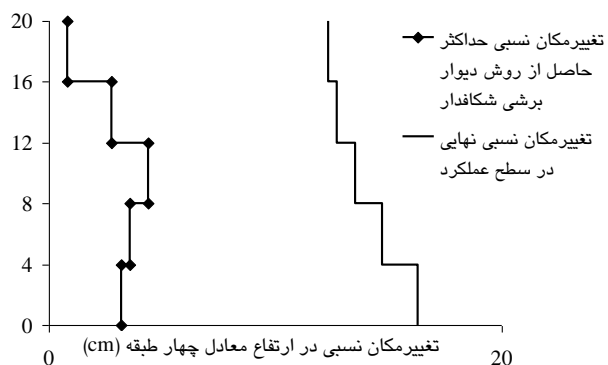 20
16
12
8
4
0
0
20
تغییرمکان نسبی در ارتفاع معادل چهار طبقه (cm)
تغییرمکان نسبی حداکثر
حاصل از روش دیوار
برشی شکافدار
تغییرمکان نسبی نهایی
در سطح عملکرد